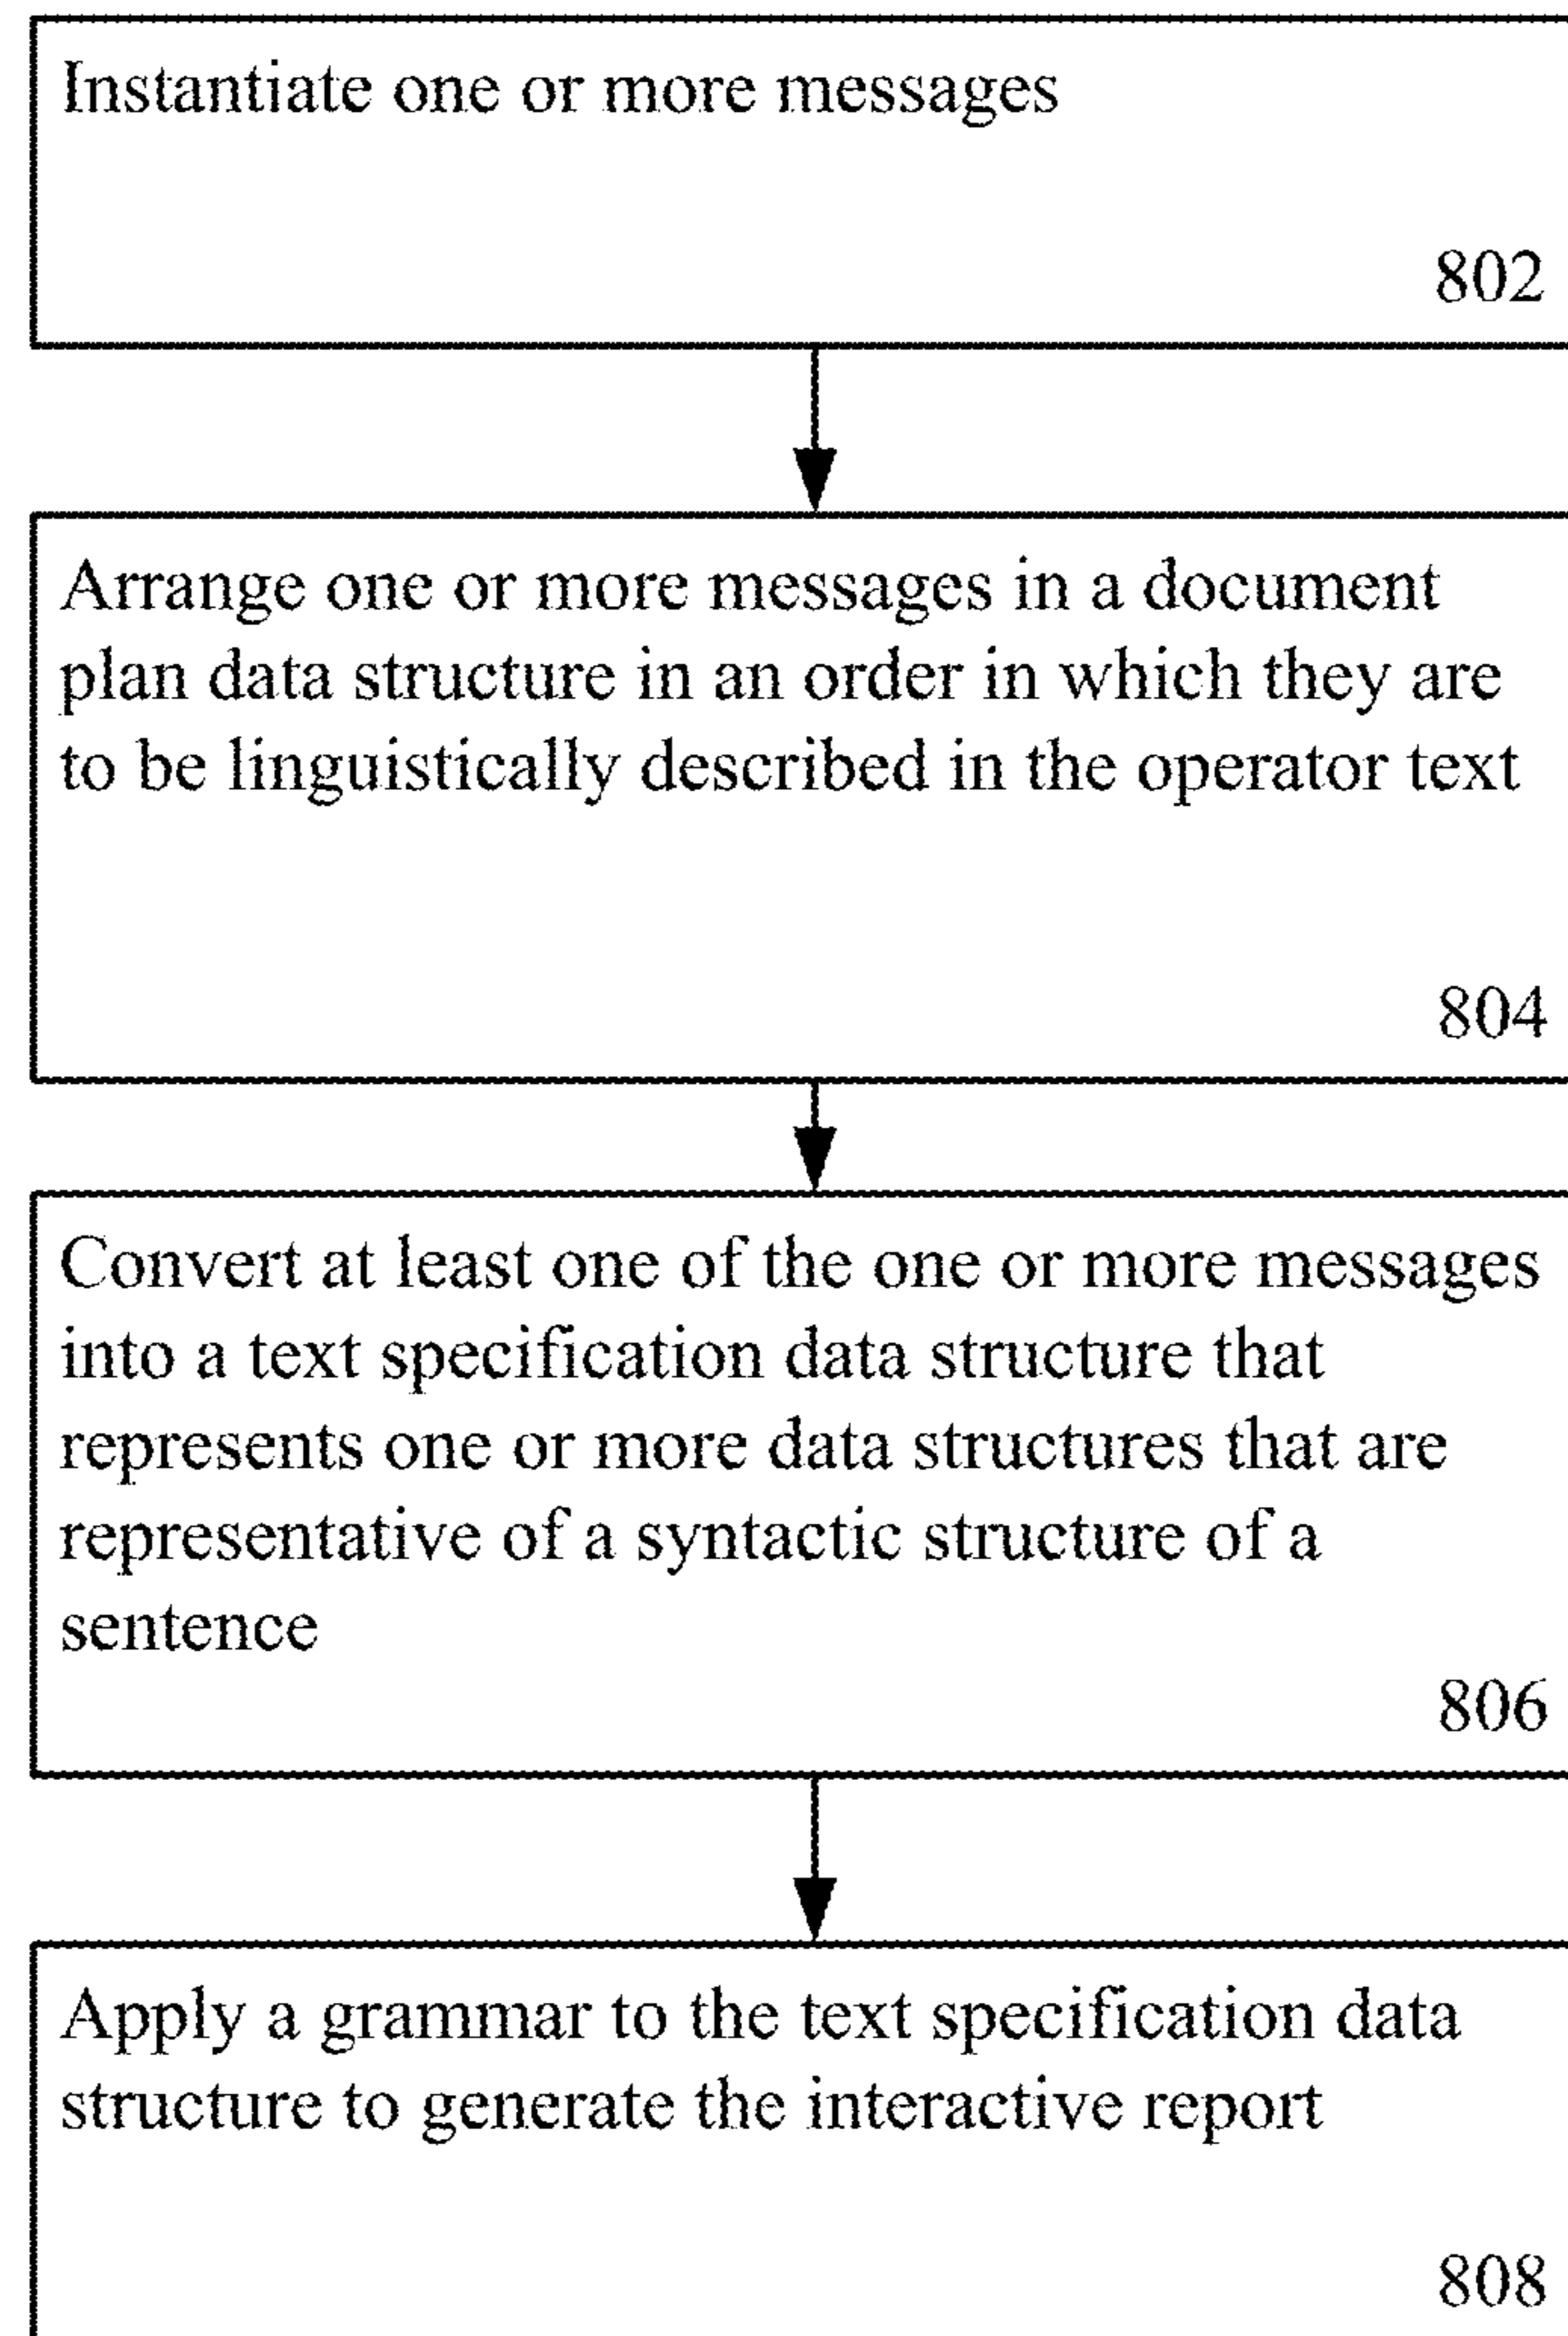 Instantiate one or more messages
802
Arrange one or more messages in a document
plan data structure in an order in which they are
to be linguistically described in the operator text
804
Convert at least one of the one or more messages
into a text specification data structure that
represents one or more data structures that are
representative of a syntactic structure of a
sentence
806
Apply a grammar to the text specification data
structure to generate the interactive report
808